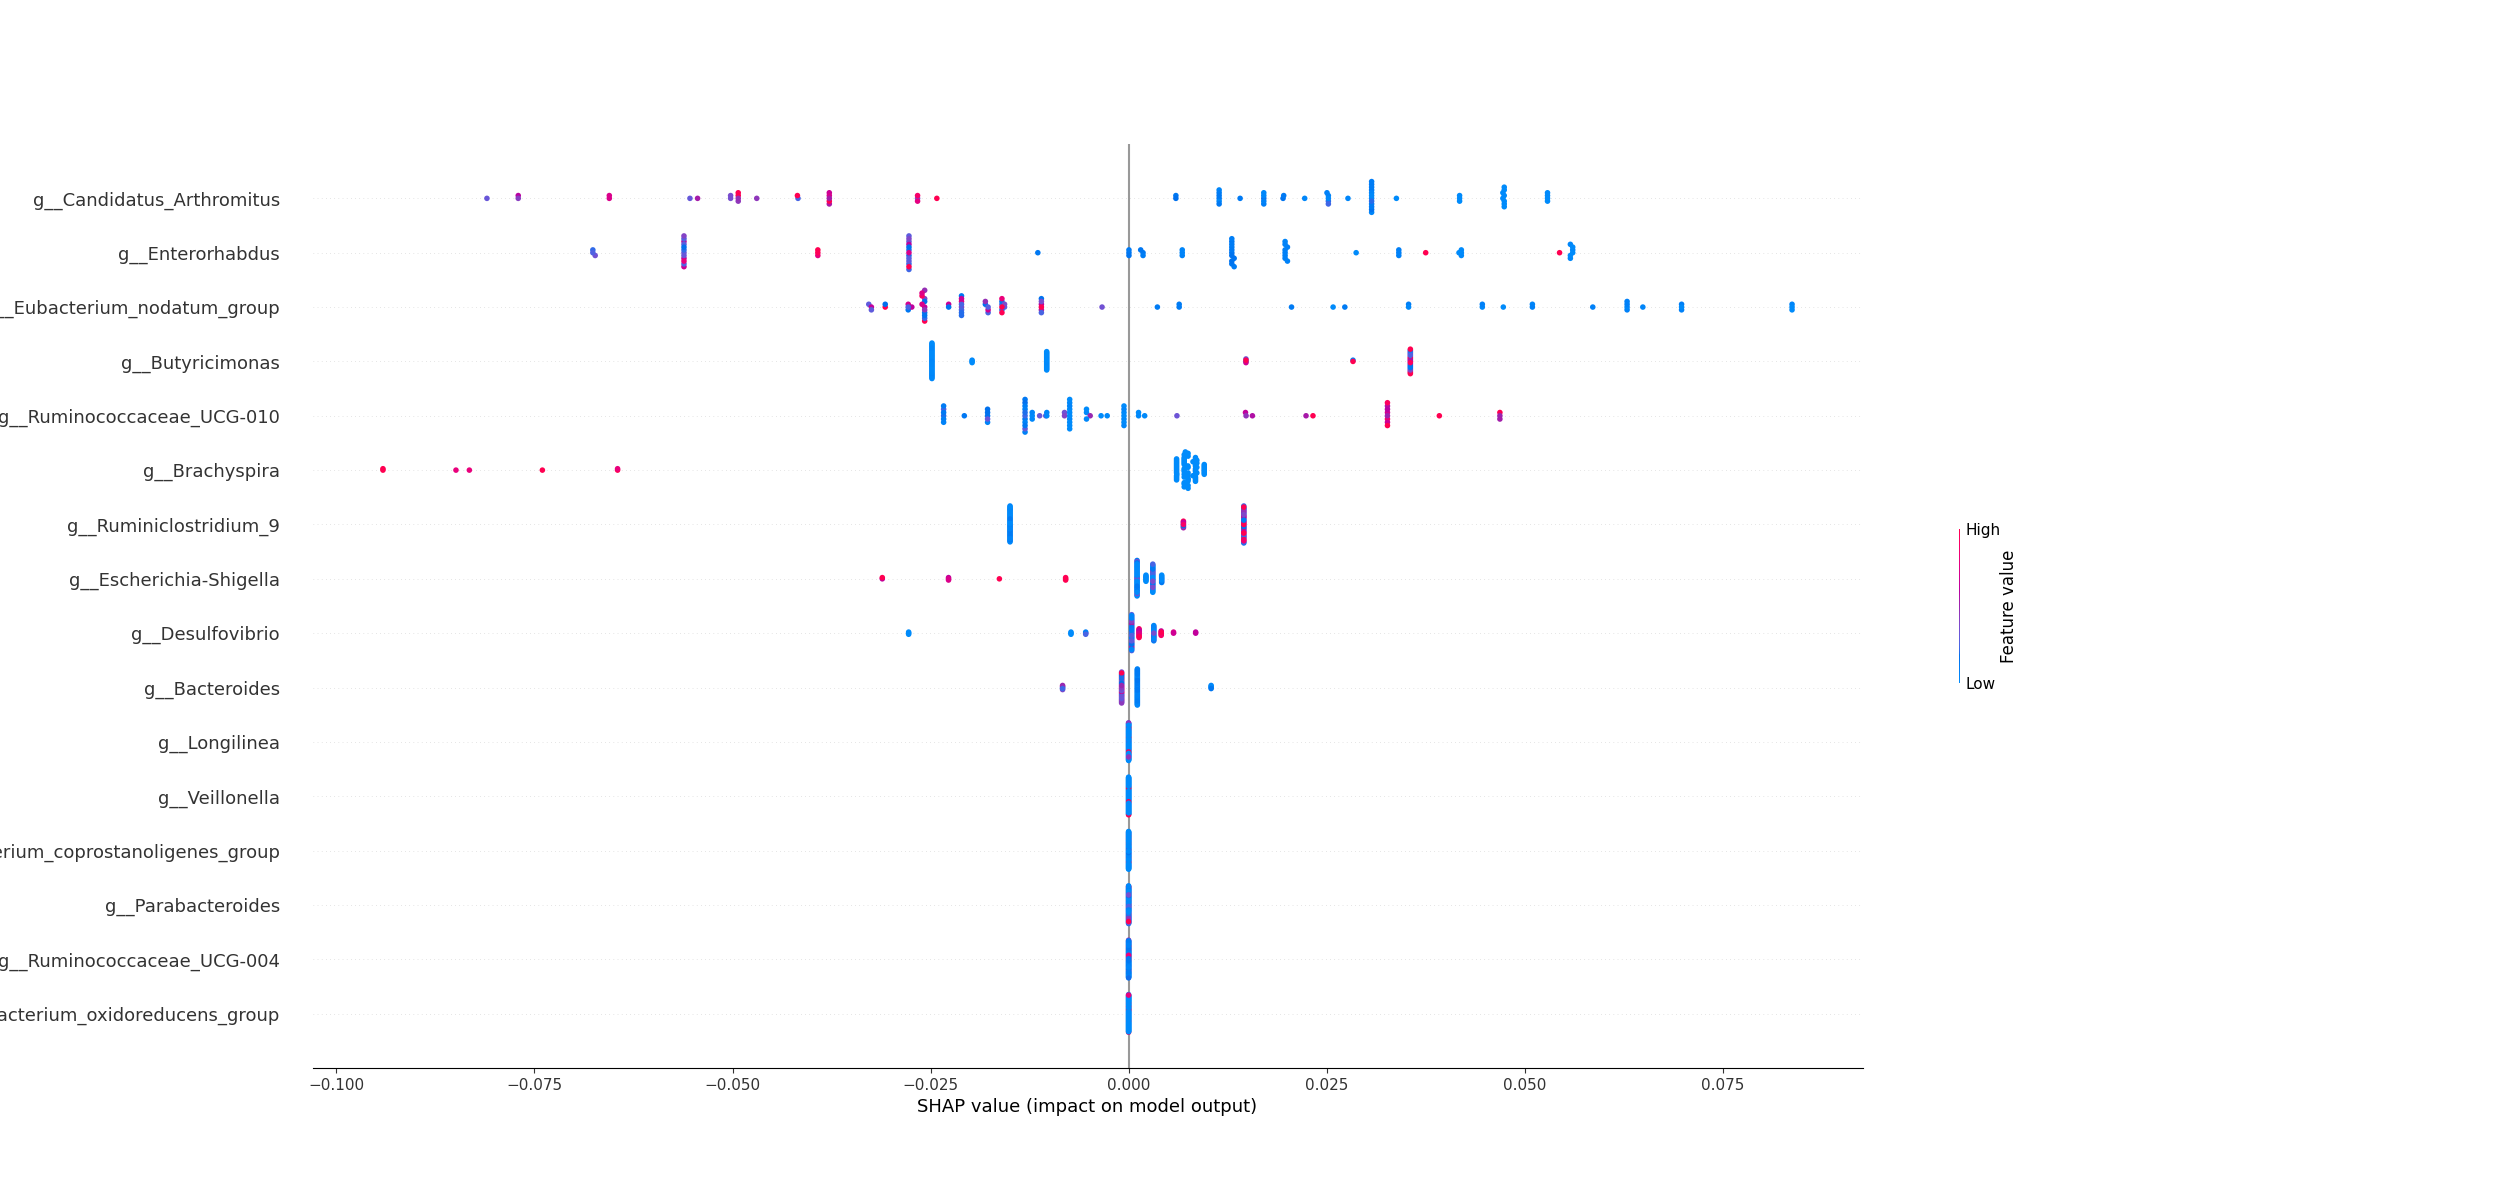 g__Candidatus_Arthromitus
g__Enterorhabdus
__Eubacterium_nodatum_group
g__Butyricimonas
g__Ruminococcaceae_UCG-010
g__Brachyspira
g__Ruminiclostridium_9
g__Escherichia-Shigella
g__Desulfovibrio
g__Bacteroides
g__Longilinea
g__Veillonella
erium_coprostanoligenes_group
g__Parabacteroides
g__Ruminococcaceae_UCG-004
acterium_oxidoreducens_group
−0.100 −0.075 −0.050 −0.025 0.000 0.025 0.050 0.075
SHAP value (impact on model output)
High
Feature value
Low